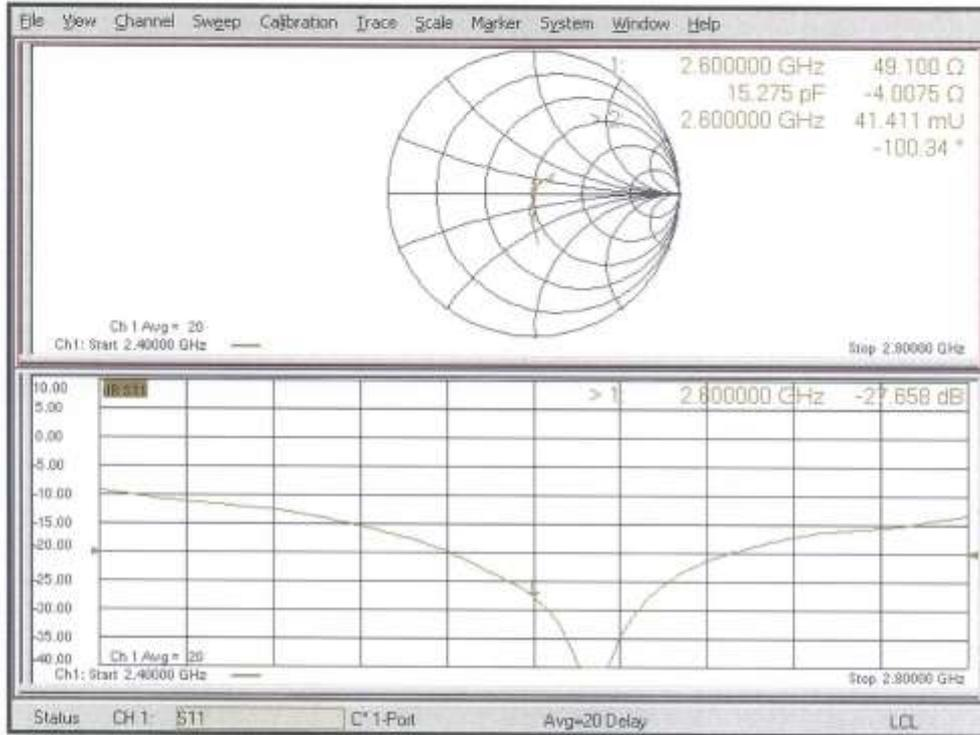 File View Channel Sweep Calibration Trace Scale Marker System Window Help
1: 2.600000 GHz 49.100 Ω
15.275 pF -4.0075 Ω
>2: 2.600000 GHz 41.411 mU
-100.34 °
Ch 1 Avg = 20
Ch1: Start 2.40000 GHz
Stop 2.80000 GHz
10.00 dB S11 > 1: 2.600000 GHz -27.658 dB
5.00
0.00
-5.00
-10.00
-15.00
-20.00
-25.00
1
-30.00
-35.00
-40.00
Ch 1 Avg = 20
Ch1: Start 2.40000 GHz
Stop 2.80000 GHz
Status CH 1: S11 C* 1-Port Avg=20 Delay LCL